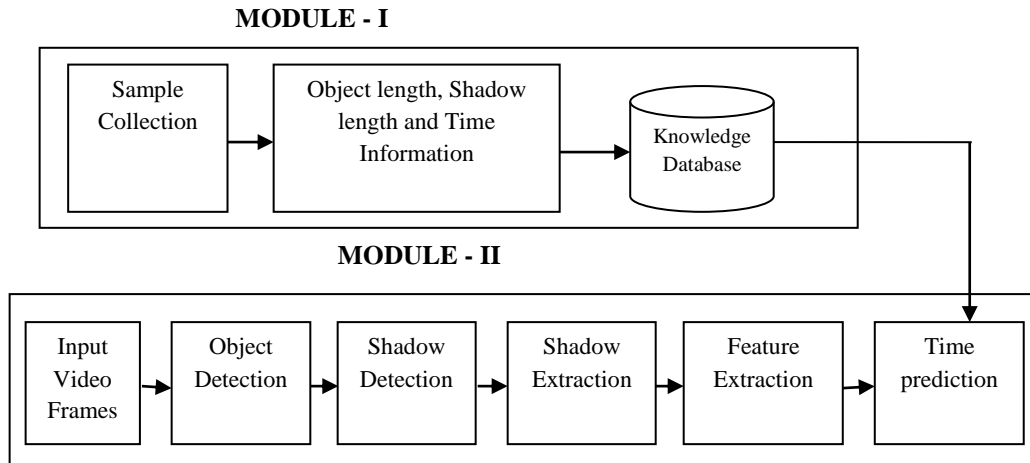 MODULE - I
Sample
Collection
Object length, Shadow
length and Time
Information
Knowledge
Database
MODULE - II
Input
Video
Frames
Object
Detection
Shadow
Detection
Shadow
Extraction
Feature
Extraction
Time
prediction